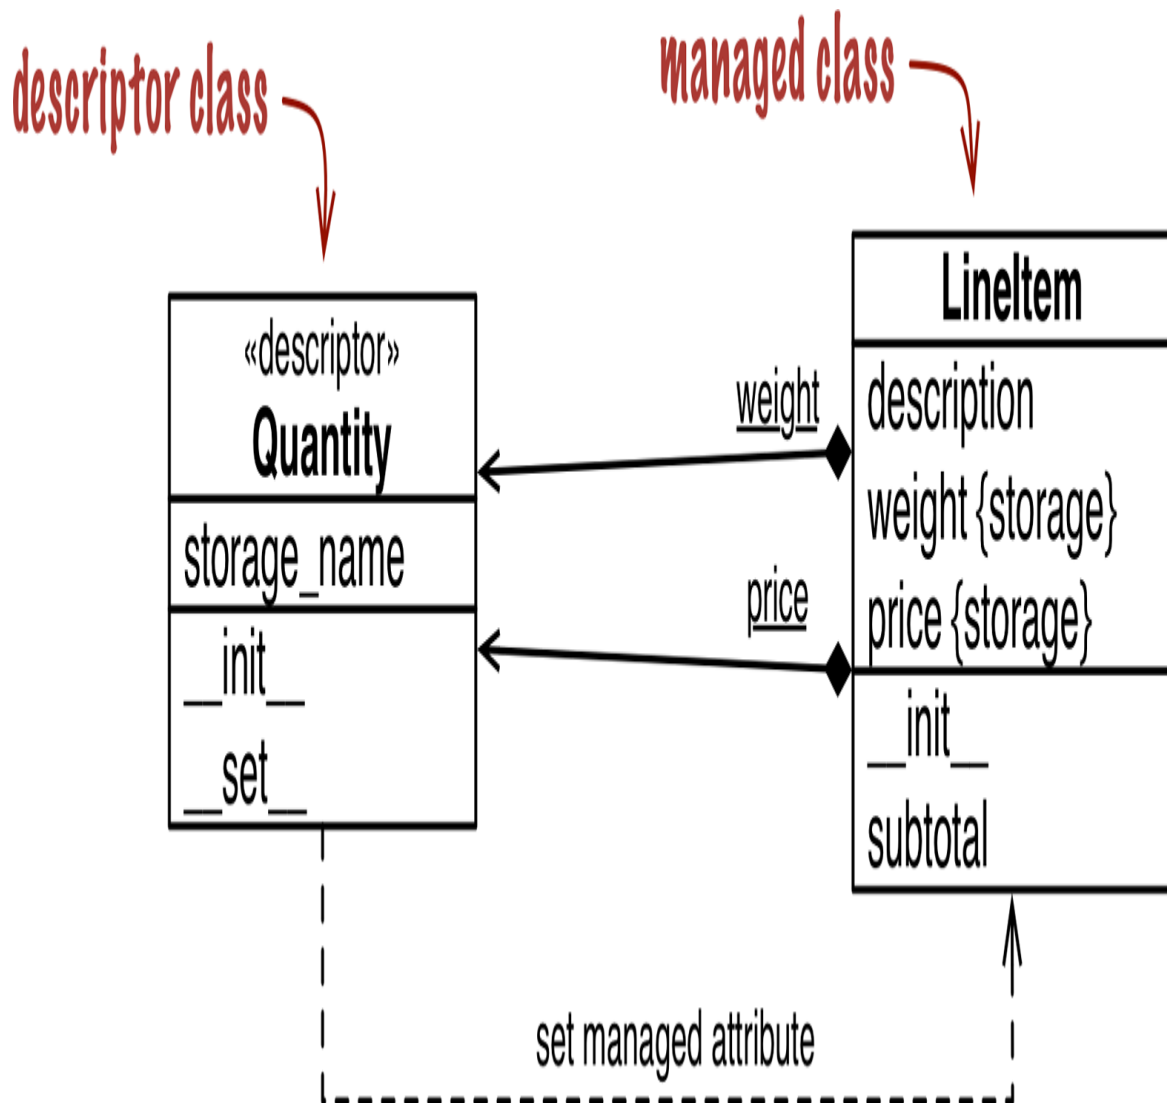 descriptor class
managed class
«descriptor»
Quantity
storage_name
__init__
__set__
weight
price
LineItem
description
weight {storage}
price {storage}
__init__
subtotal
set managed attribute